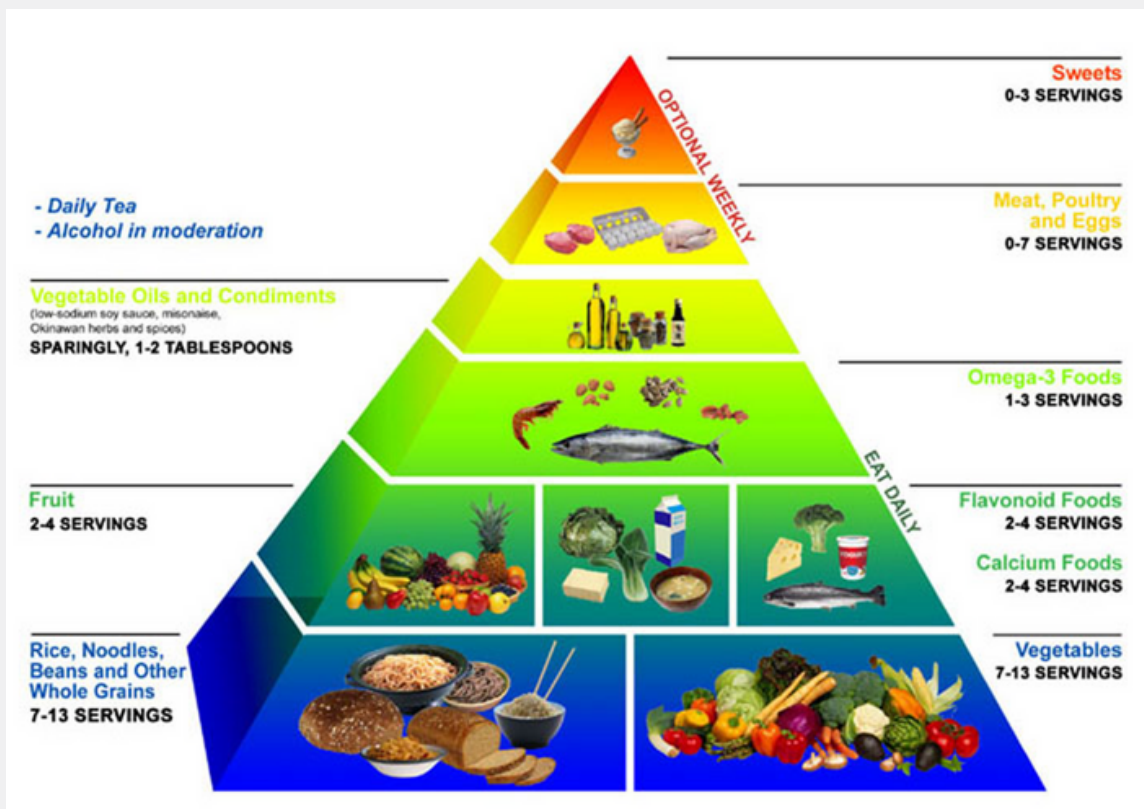 Sweets
0-3 SERVINGS
OPTIONAL WEEKLY
- Daily Tea
- Alcohol in moderation
Meat, Poultry
and Eggs
0-7 SERVINGS
Vegetable Oils and Condiments
(low-sodium soy sauce, misonaise,
Okinawan herbs and spices)
SPARINGLY, 1-2 TABLESPOONS
Omega-3 Foods
1-3 SERVINGS
EAT DAILY
Fruit
2-4 SERVINGS
Flavonoid Foods
2-4 SERVINGS
Calcium Foods
2-4 SERVINGS
Rice, Noodles,
Beans and Other
Whole Grains
7-13 SERVINGS
Vegetables
7-13 SERVINGS